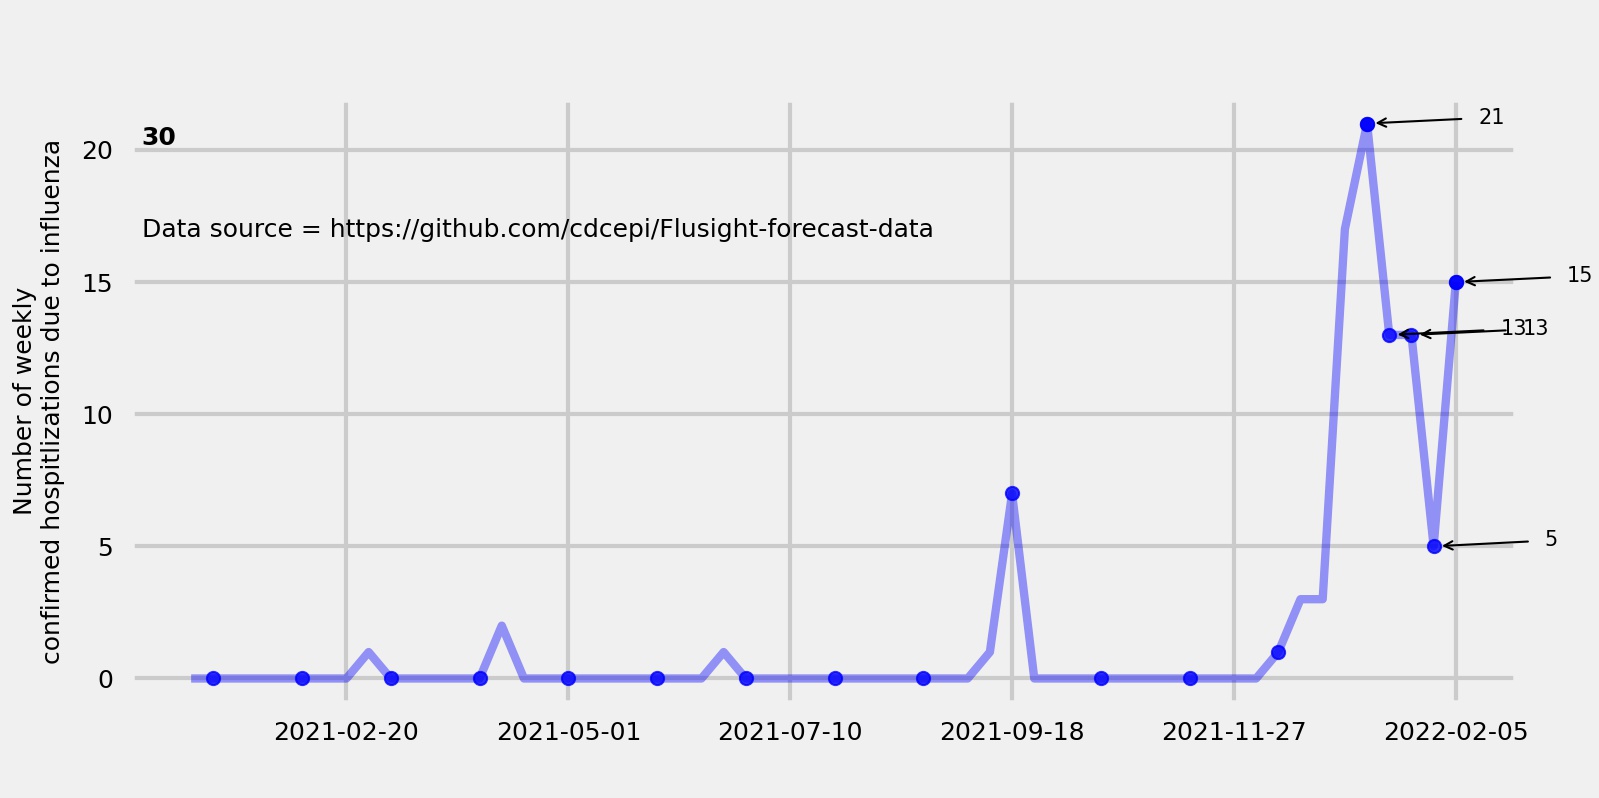 Number of weekly
confirmed hospitlizations due to influenza
30
Data source = https://github.com/cdcepi/Flusight-forecast-data
20
15
10
5
0
21
15
13 13
5
2021-02-20 2021-05-01 2021-07-10 2021-09-18 2021-11-27 2022-02-05